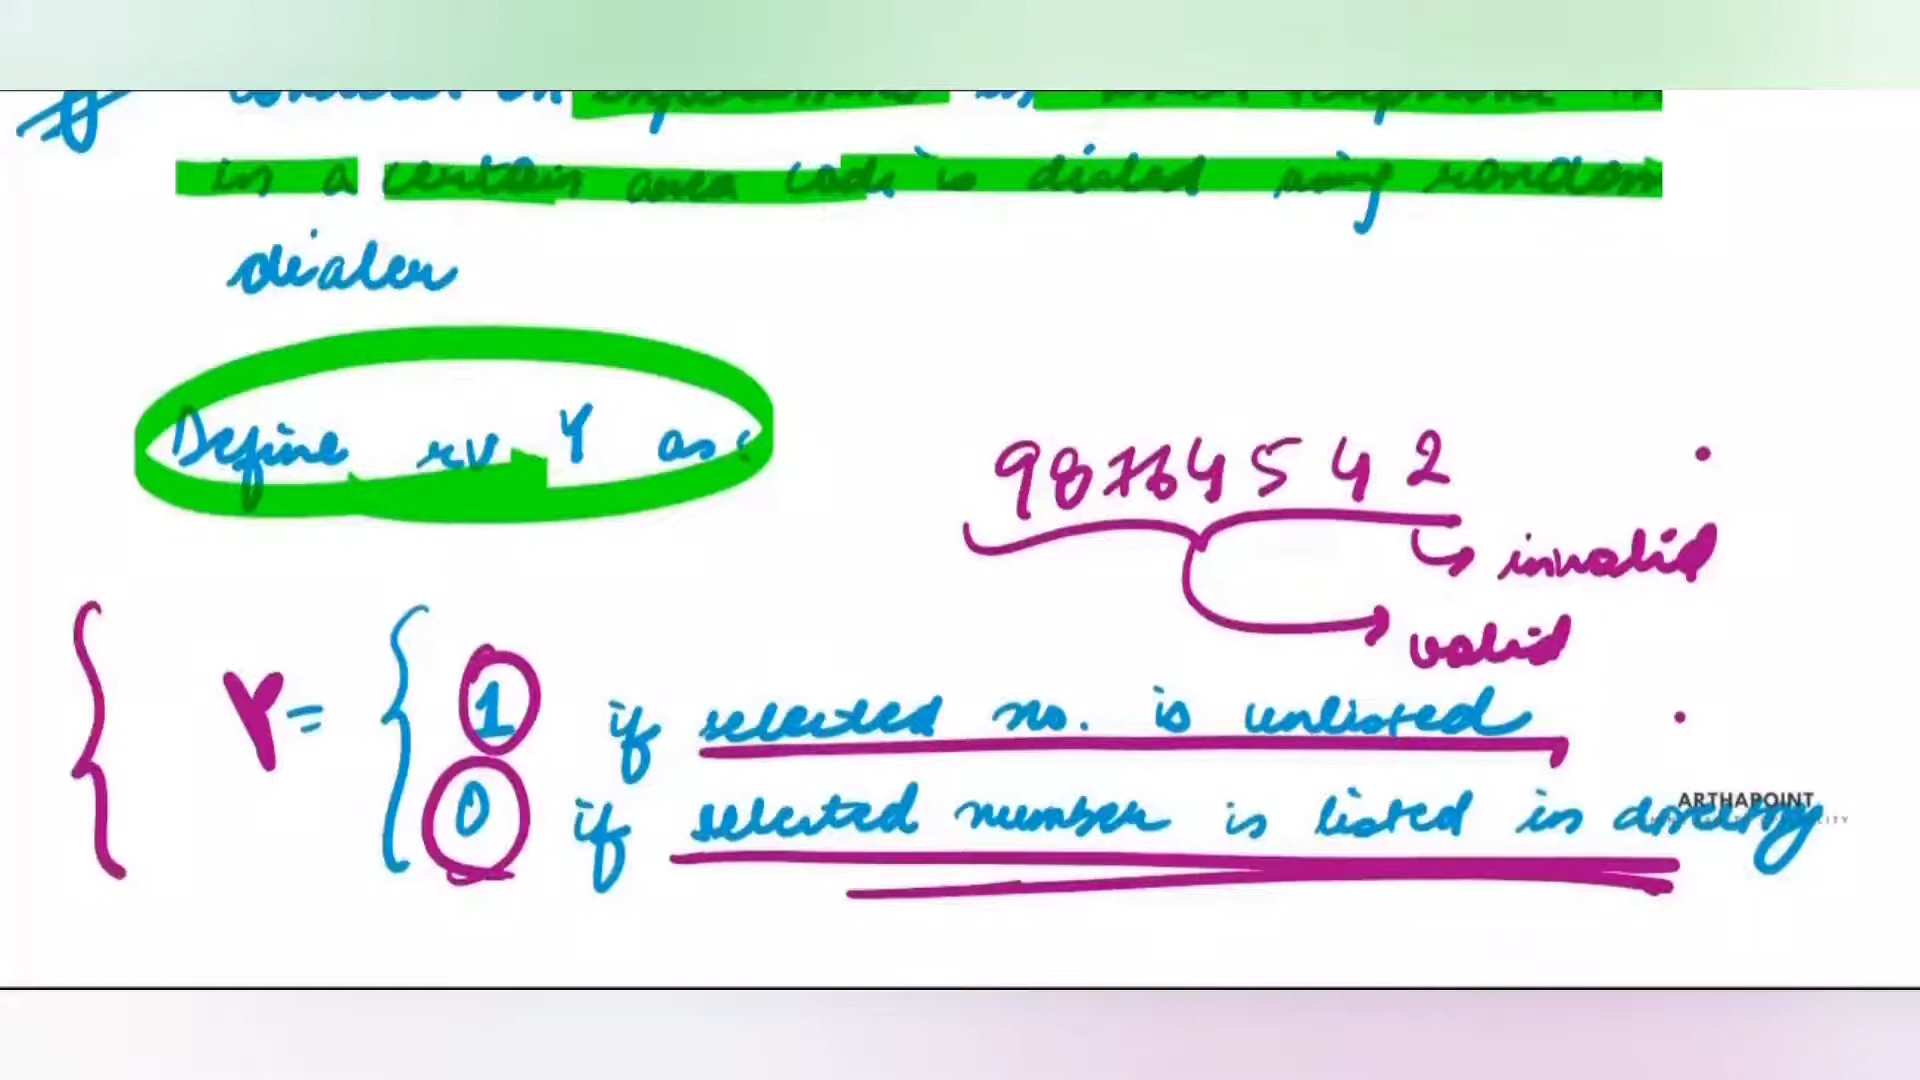 in a certain area code is dialed using random
dialer
Define rv Y as:
98764542
invalid
valid
Y = { 1 if selected no. is unlisted
0 if selected number is listed in directory
ARTHAPOINT